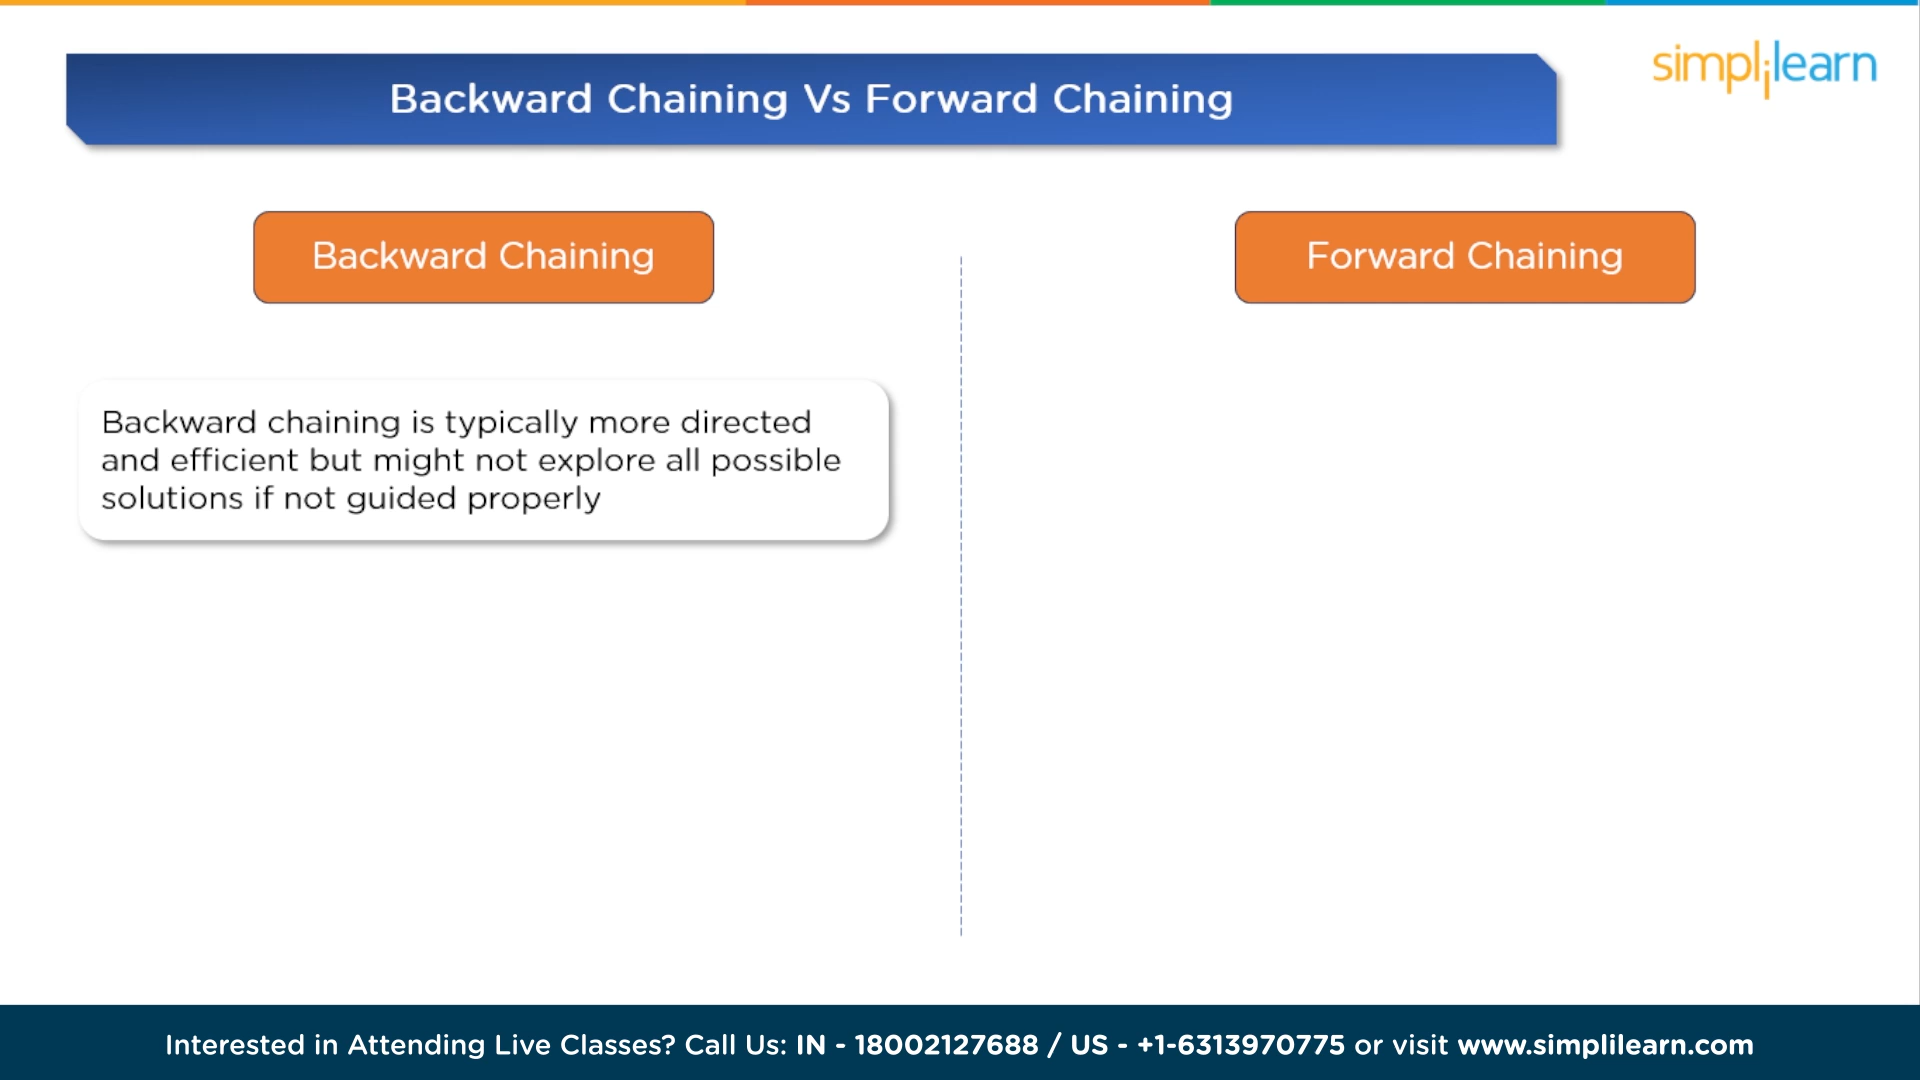 simplilearn
Backward Chaining Vs Forward Chaining
Backward Chaining
Forward Chaining
Backward chaining is typically more directed
and efficient but might not explore all possible
solutions if not guided properly
Interested in Attending Live Classes? Call Us: IN - 18002127688 / US - +1-6313970775 or visit www.simplilearn.com